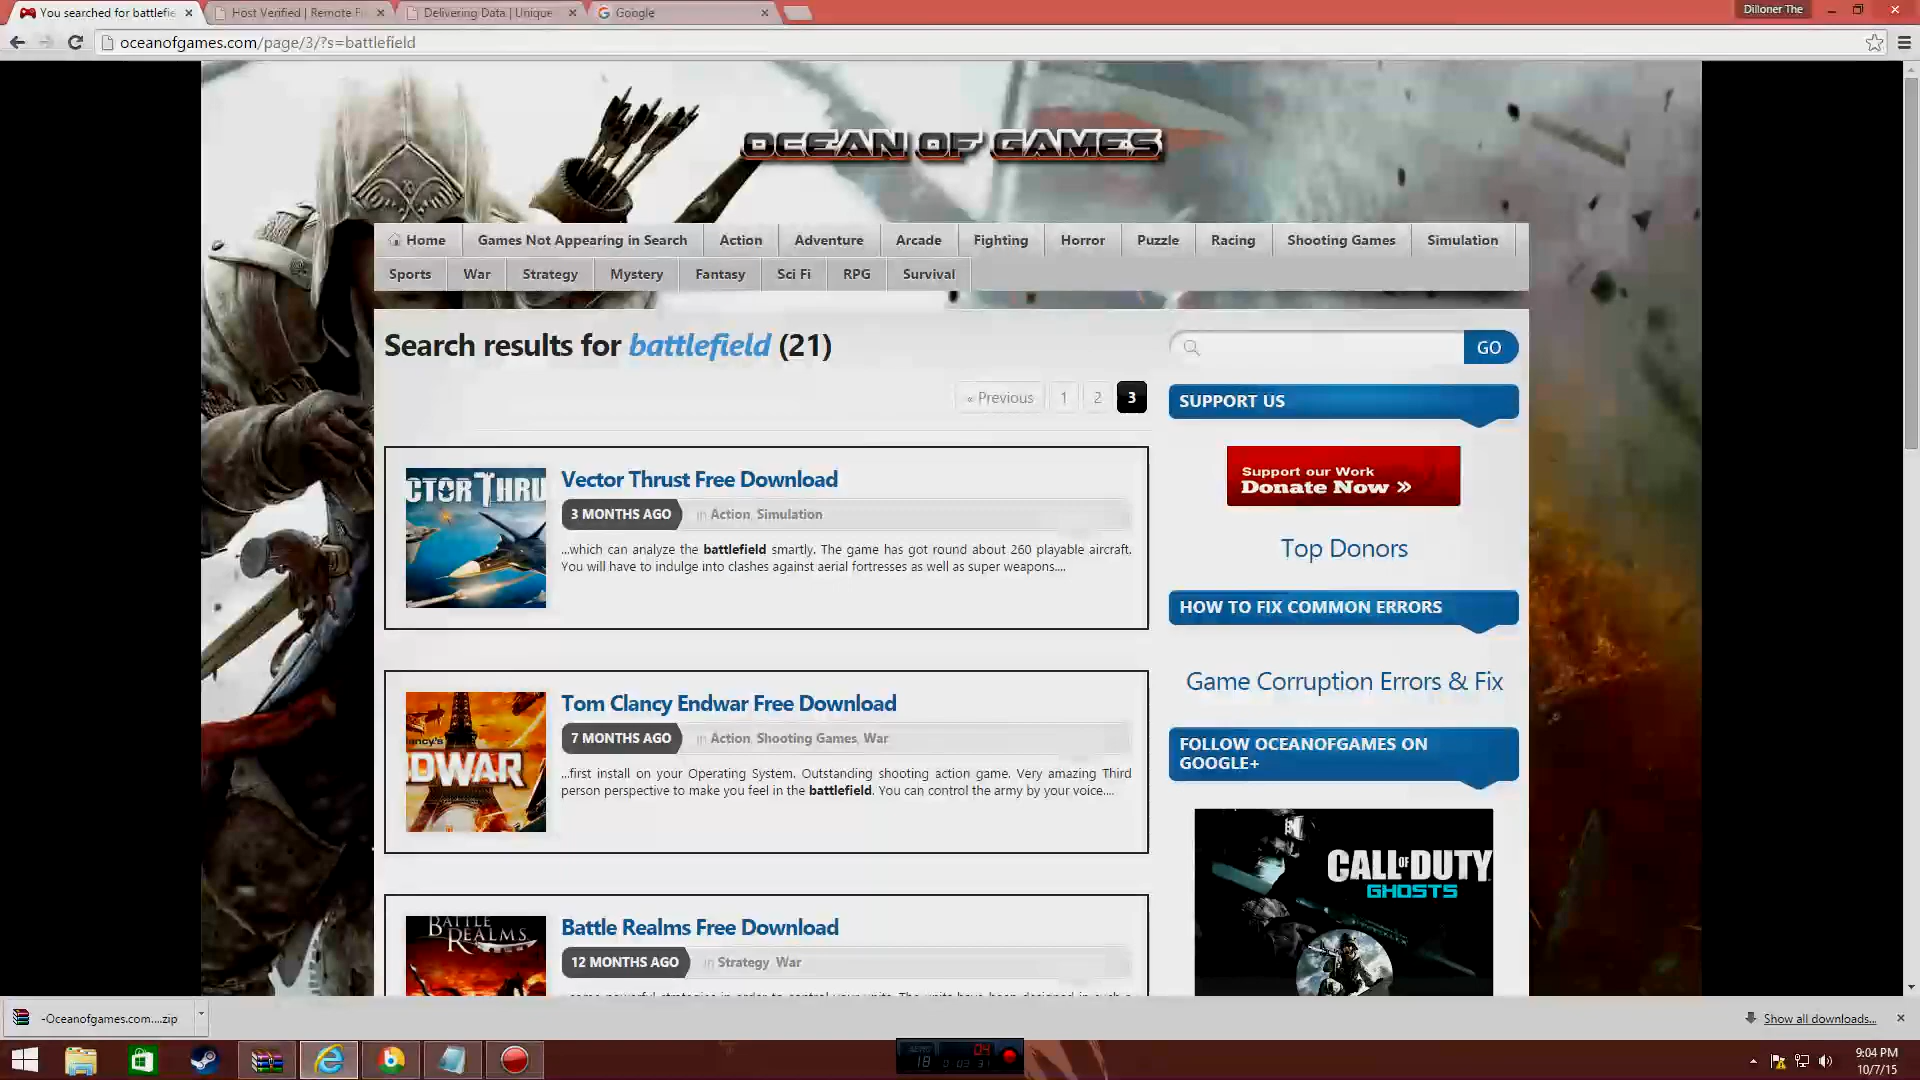 You searched for battlefie
Host Verified | Remote Fi
Delivering Data | Unique
Google
Dilloner The
oceanofgames.com/page/3/?s=battlefield
OCEAN OF GAMES
Home
Games Not Appearing in Search
Action
Adventure
Arcade
Fighting
Horror
Puzzle
Racing
Shooting Games
Simulation
Sports
War
Strategy
Mystery
Fantasy
Sci Fi
RPG
Survival
Search results for battlefield (21)
GO
« Previous
1
2
3
SUPPORT US
Support our Work
Donate Now »
Top Donors
CTOR THRU
Vector Thrust Free Download
3 MONTHS AGO
in Action, Simulation
...which can analyze the battlefield smartly. The game has got round about 260 playable aircraft.
You will have to indulge into clashes against aerial fortresses as well as super weapons....
HOW TO FIX COMMON ERRORS
Game Corruption Errors & Fix
ancy's
DWAR
Tom Clancy Endwar Free Download
7 MONTHS AGO
in Action, Shooting Games, War
...first install on your Operating System. Outstanding shooting action game. Very amazing Third
person perspective to make you feel in the battlefield. You can control the army by your voice....
FOLLOW OCEANOFGAMES ON
GOOGLE+
CALL OF DUTY
GHOSTS
BATTLE
REALMS
Battle Realms Free Download
12 MONTHS AGO
in Strategy, War
-Oceanofgames.com....zip
Show all downloads...
04
18
9:04 PM
10/7/15